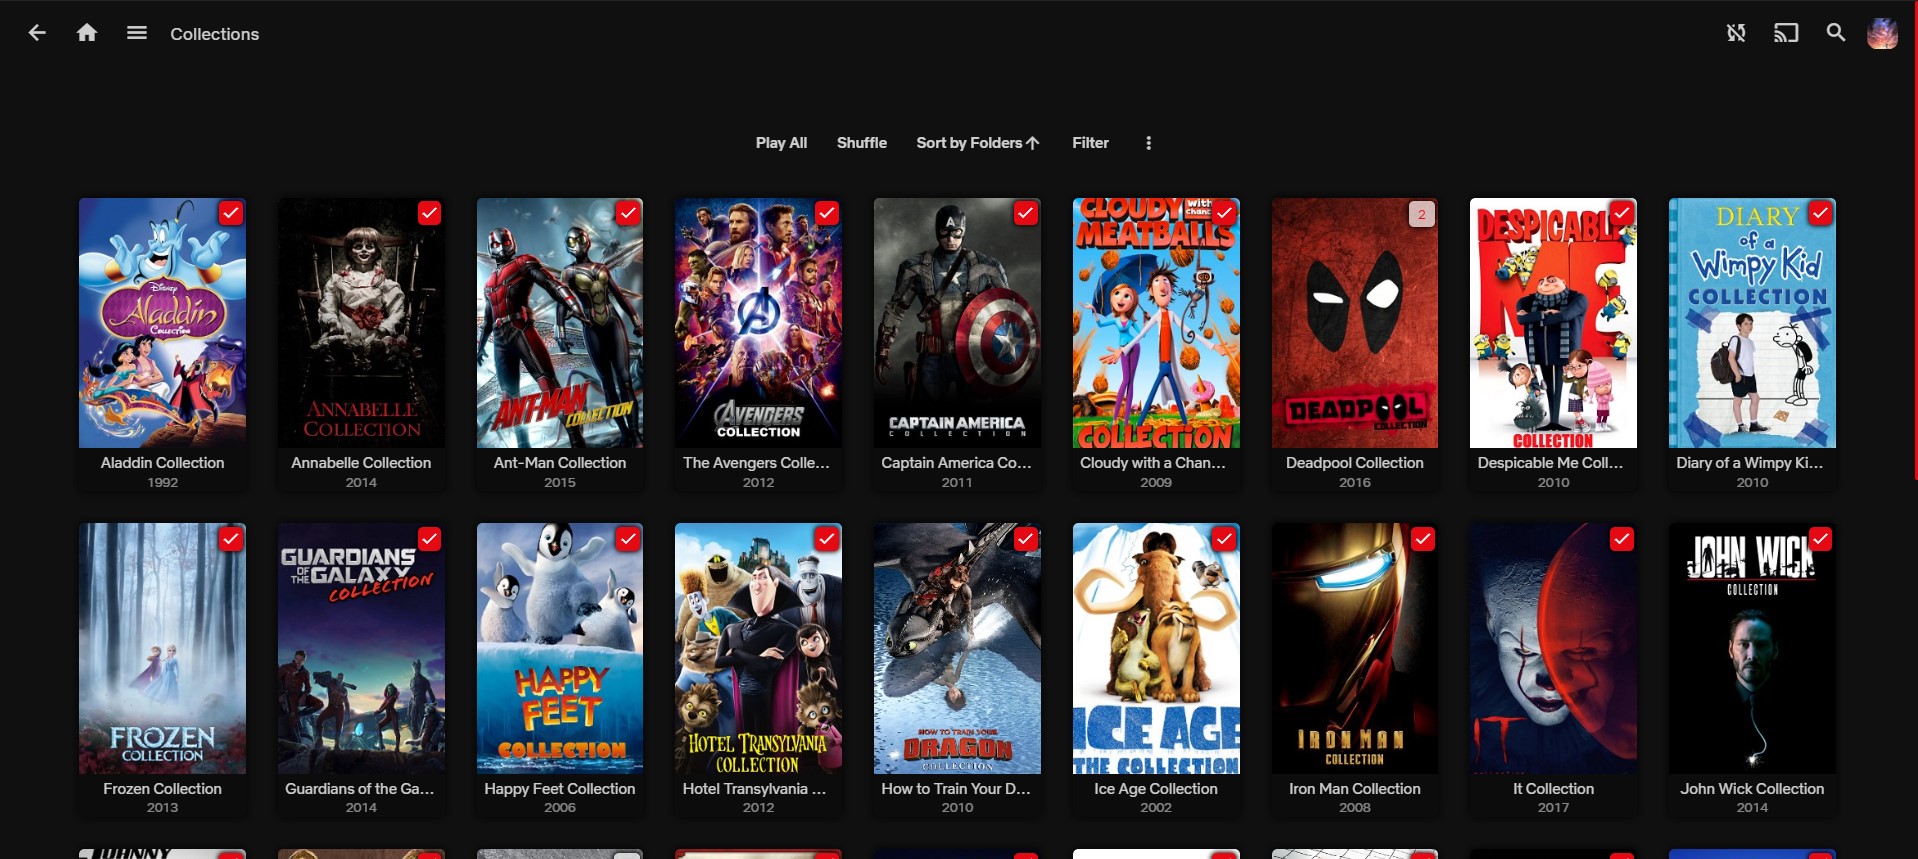 Collections
Play All
Shuffle
Sort by Folders
Filter
Disney
Aladdin
Collection
ANNABELLE
COLLECTION
ANT-MAN
COLLECTION
AVENGERS
COLLECTION
CAPTAIN AMERICA
COLLECTION
CLOUDY
with
MEATBALLS
COLLECTION
2
DEADPOOL
COLLECTION
DESPICABL
ME
COLLECTION
DIARY
of a
Wimpy Kid
COLLECTION
Aladdin Collection
Annabelle Collection
Ant-Man Collection
The Avengers Colle...
Captain America Co...
Cloudy with a Chan...
Deadpool Collection
Despicable Me Coll...
Diary of a Wimpy Ki...
1992
2014
2015
2012
2011
2009
2016
2010
2010
FROZEN
COLLECTION
GUARDIANS
OF THE GALAXY
COLLECTION
HAPPY
FEET
COLLECTION
HOTEL TRANSYLVANIA
COLLECTION
HOW TO TRAIN YOUR
DRAGON
COLLECTION
ICE AGE
THE COLLECTION
IRON MAN
COLLECTION
IT
JOHN WICK
COLLECTION
Frozen Collection
Guardians of the Ga...
Happy Feet Collection
Hotel Transylvania ...
How to Train Your D...
Ice Age Collection
Iron Man Collection
It Collection
John Wick Collection
2013
2014
2006
2012
2010
2002
2008
2017
2014
JOHNNY